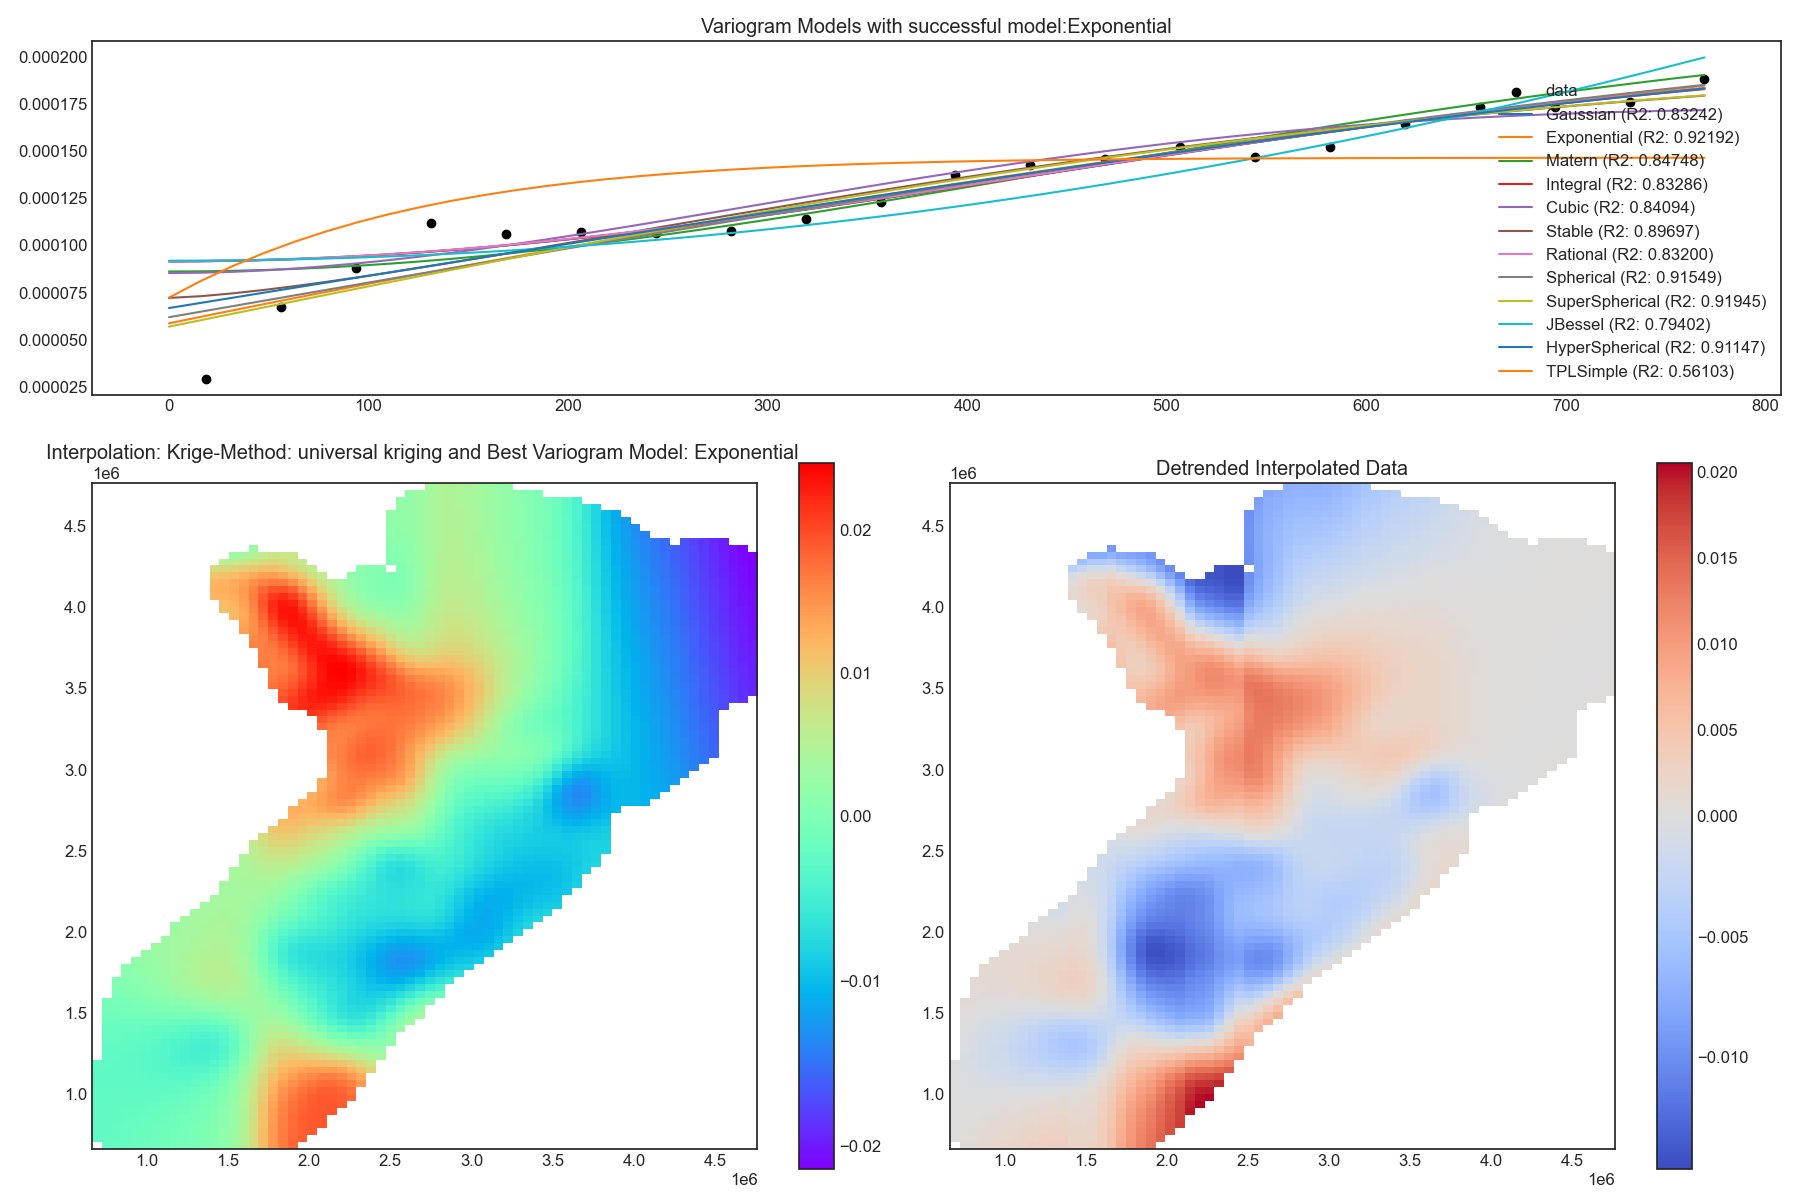 Variogram Models with successful model:Exponential
0.000200
0.000175
0.000150
0.000125
0.000100
0.000075
0.000050
0.000025
data
Gaussian (R2: 0.83242)
Exponential (R2: 0.92192)
Matern (R2: 0.84748)
Integral (R2: 0.83286)
Cubic (R2: 0.84094)
Stable (R2: 0.89697)
Rational (R2: 0.83200)
Spherical (R2: 0.91549)
SuperSpherical (R2: 0.91945)
JBessel (R2: 0.79402)
HyperSpherical (R2: 0.91147)
TPLSimple (R2: 0.56103)
0 100 200 300 400 500 600 700 800
Interpolation: Krige-Method: universal kriging and Best Variogram Model: Exponential
1e6
4.5
4.0
3.5
3.0
2.5
2.0
1.5
1.0
1.0 1.5 2.0 2.5 3.0 3.5 4.0 4.5
1e6
0.02
0.01
0.00
−0.01
−0.02
Detrended Interpolated Data
1e6
4.5
4.0
3.5
3.0
2.5
2.0
1.5
1.0
1.0 1.5 2.0 2.5 3.0 3.5 4.0 4.5
1e6
0.020
0.015
0.010
0.005
0.000
−0.005
−0.010